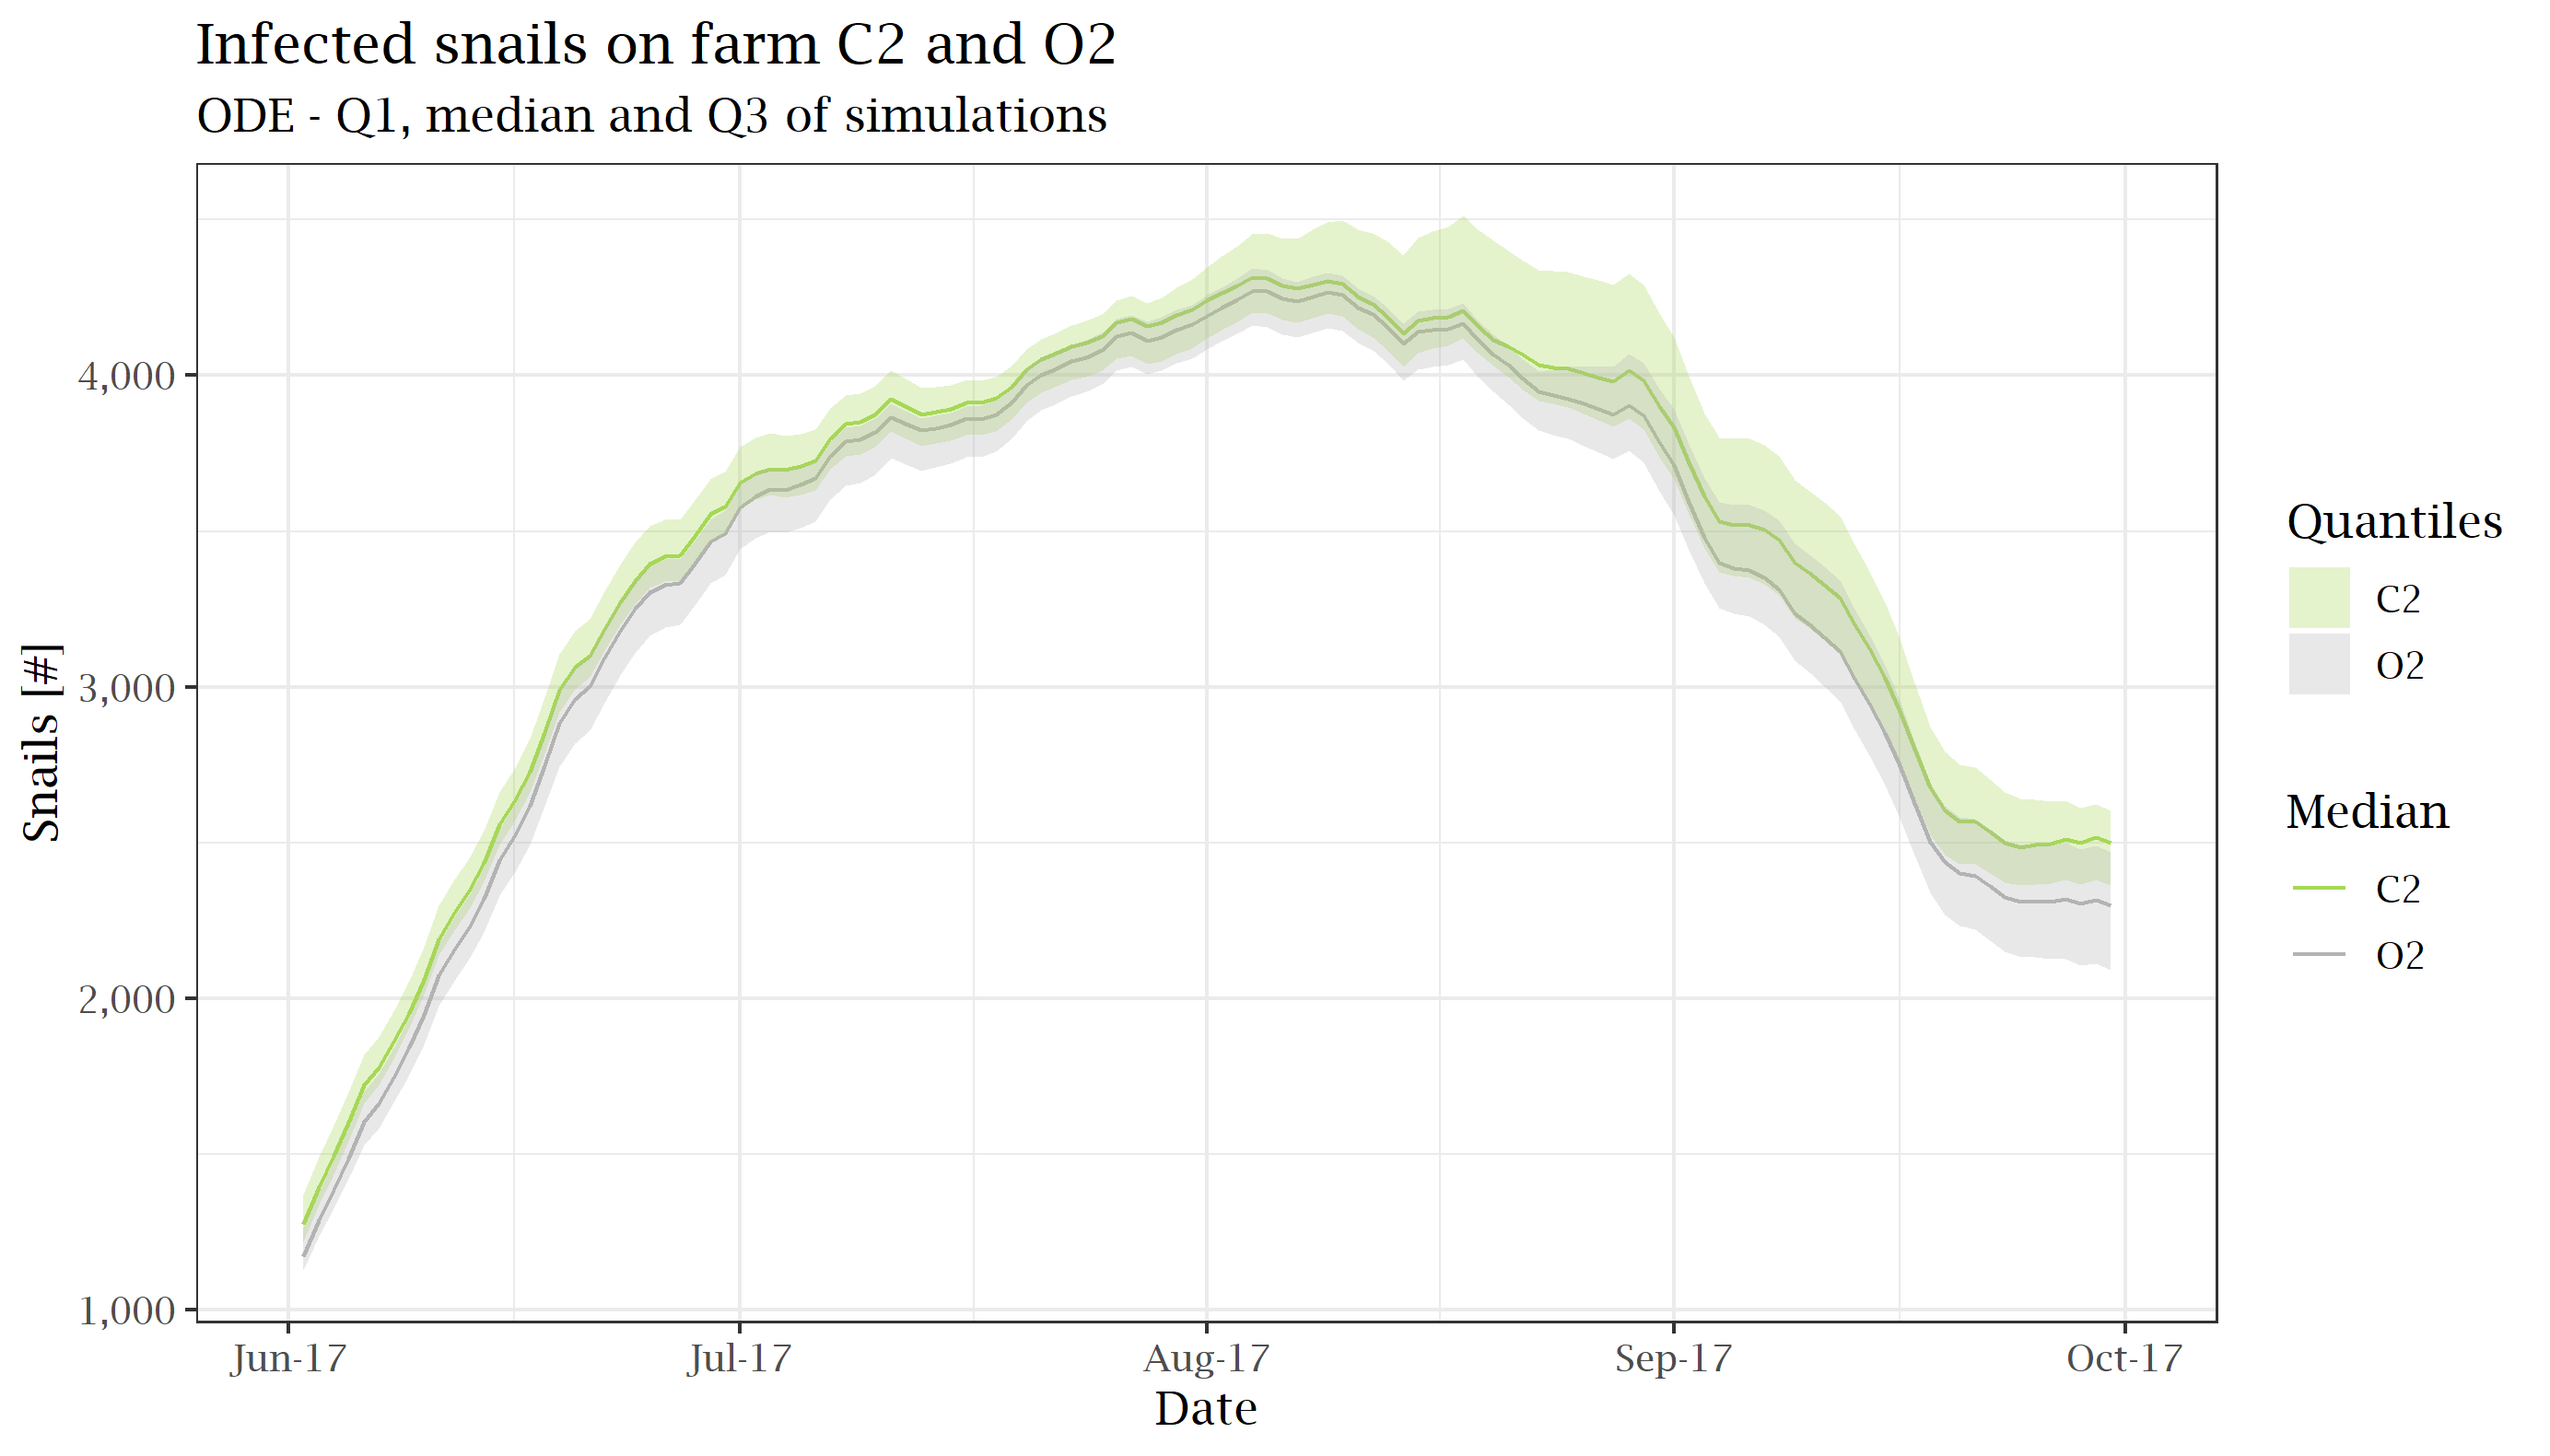 Infected snails on farm C2 and O2
ODE - Q1, median and Q3 of simulations
Snails [#]
4,000
3,000
2,000
1,000
Jun-17
Jul-17
Aug-17
Sep-17
Oct-17
Date
Quantiles
C2
O2
Median
C2
O2